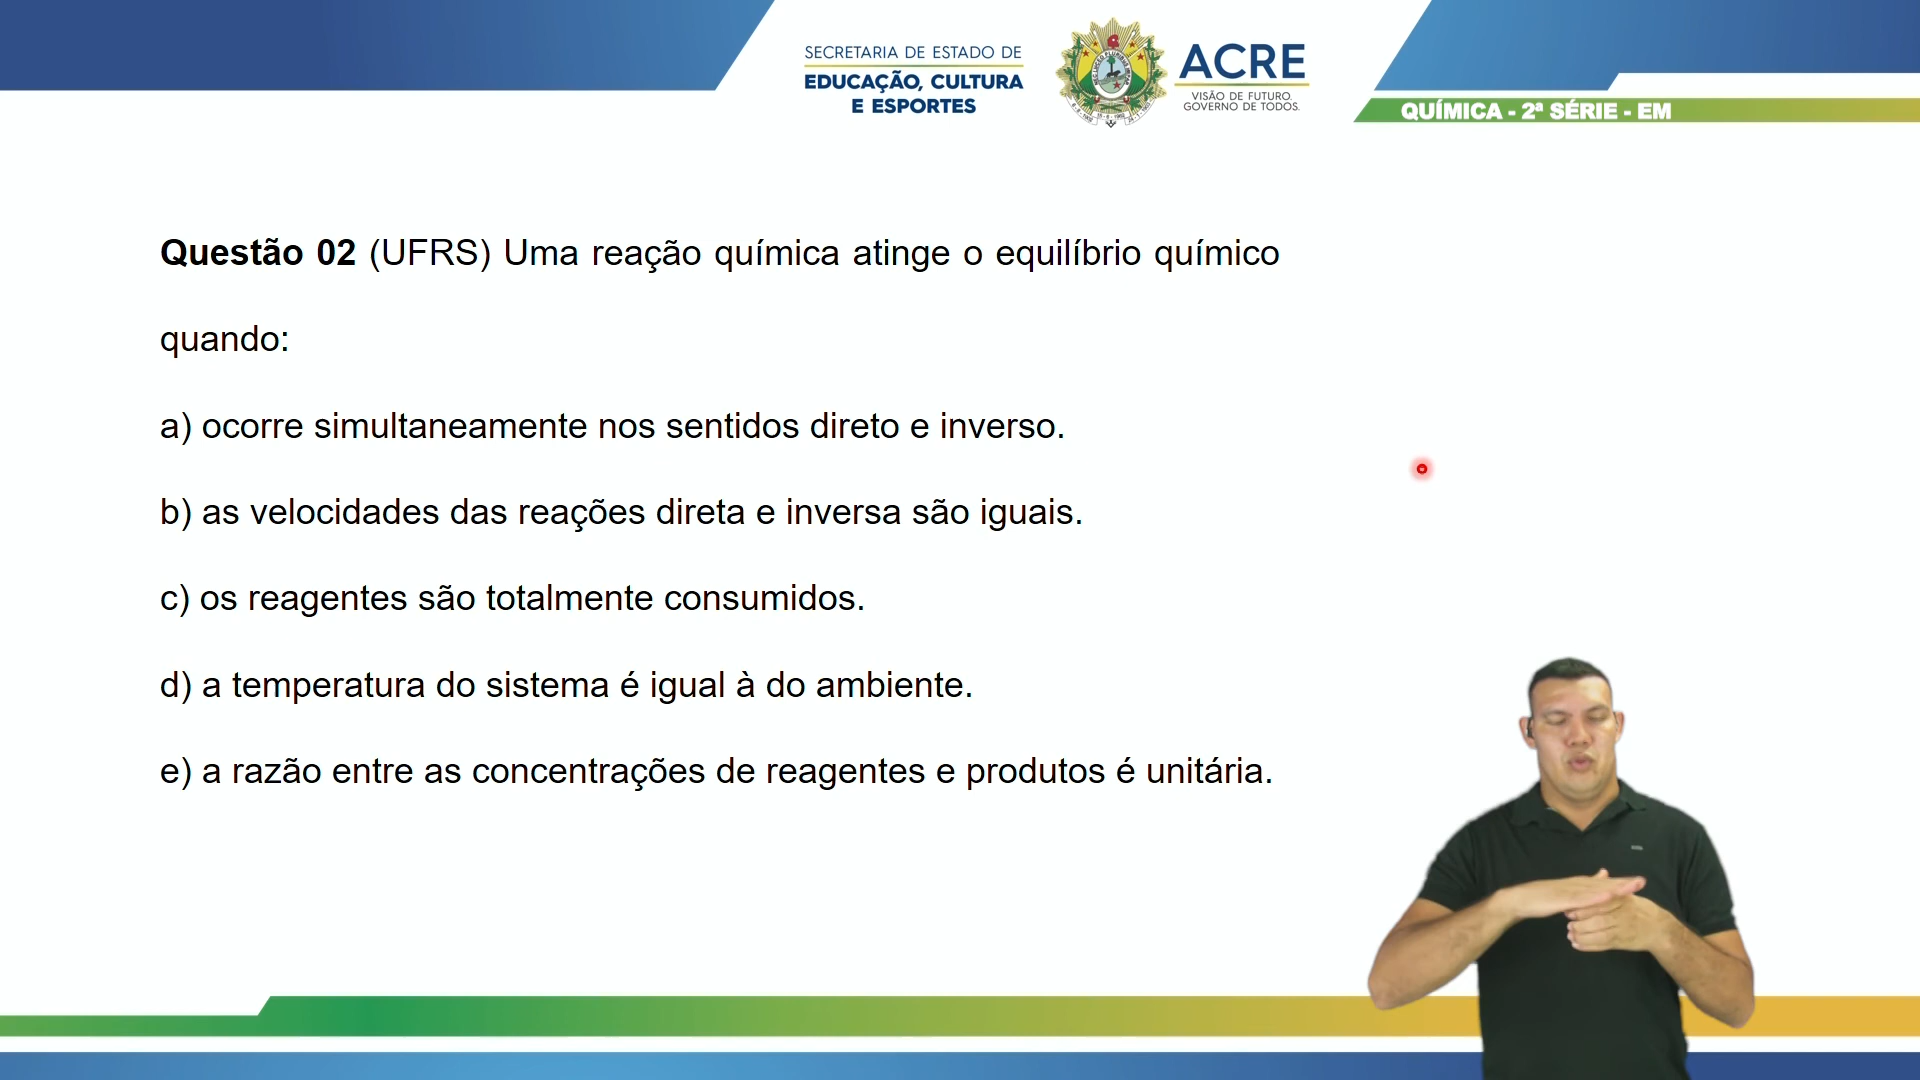 SECRETARIA DE ESTADO DE
EDUCAÇÃO, CULTURA
E ESPORTES
ACRE
VISÃO DE FUTURO.
GOVERNO DE TODOS.
QUÍMICA - 2ª SÉRIE - EM
Questão 02 (UFRS) Uma reação química atinge o equilíbrio químico
quando:
a) ocorre simultaneamente nos sentidos direto e inverso.
b) as velocidades das reações direta e inversa são iguais.
c) os reagentes são totalmente consumidos.
d) a temperatura do sistema é igual à do ambiente.
e) a razão entre as concentrações de reagentes e produtos é unitária.